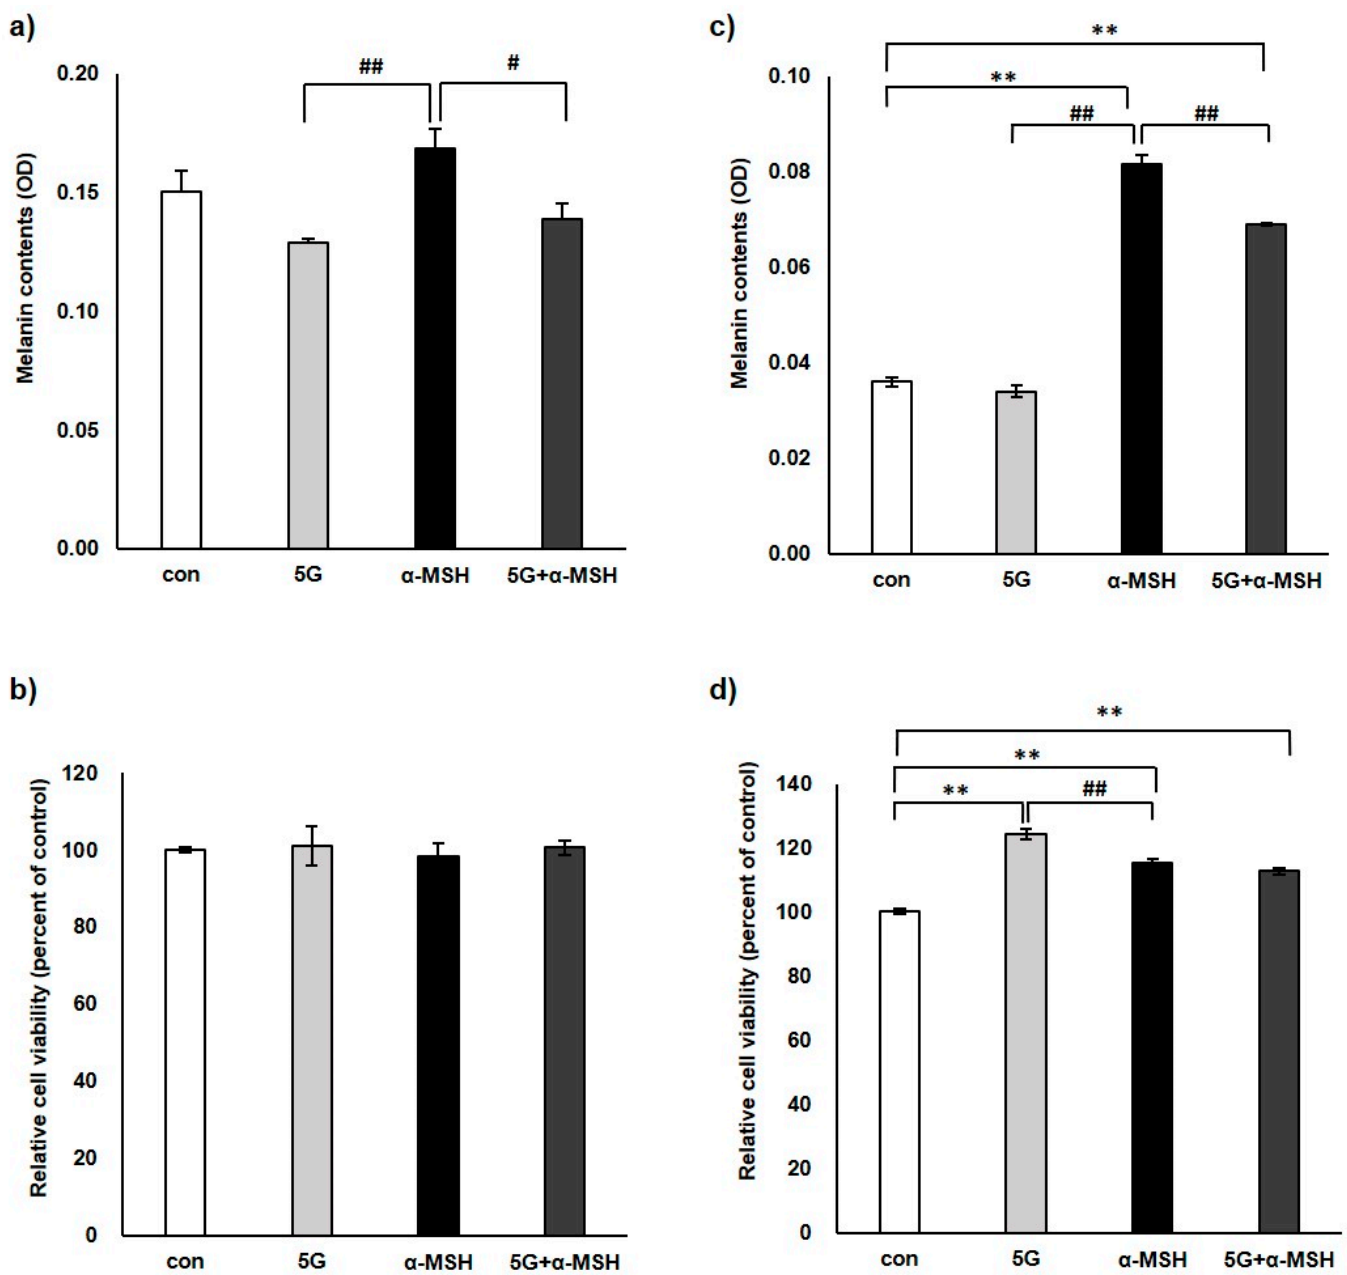 a)
## #
0.20
0.15
0.10
0.05
0.00
Melanin contents (OD)
con 5G α-MSH 5G+α-MSH
c)
**
**
## ##
0.10
0.08
0.06
0.04
0.02
0.00
Melanin contents (OD)
con 5G α-MSH 5G+α-MSH
b)
120
100
80
60
40
20
0
Relative cell viability (percent of control)
con 5G α-MSH 5G+α-MSH
d)
**
**
** ##
140
120
100
80
60
40
20
0
Relative cell viability (percent of control)
con 5G α-MSH 5G+α-MSH